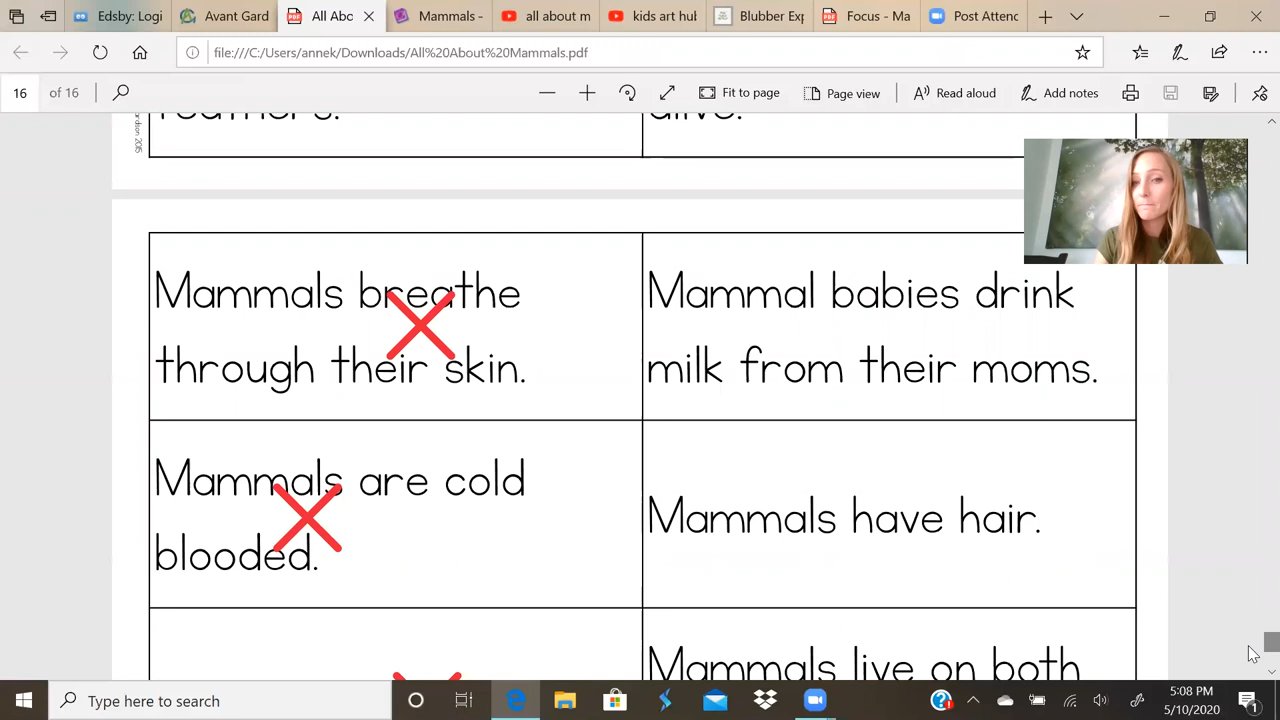 Edsby: Logi
Avant Gard
All Abc
Mammals -
all about m
kids art hub
Blubber Exp
Focus - Ma
Post Attend
file:///C:/Users/annek/Downloads/All%20About%20Mammals.pdf
16 of 16
Fit to page
Page view
Read aloud
Add notes
alive.
Mammals breathe
through their skin.
Mammal babies drink
milk from their moms.
Mammals are cold
blooded.
Mammals have hair.
Mammals live on both
Type here to search
5:08 PM
5/10/2020